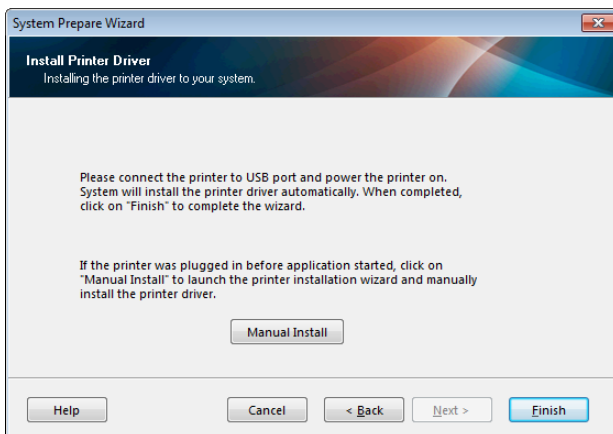 System Prepare Wizard
Install Printer Driver
Installing the printer driver to your system.
Please connect the printer to USB port and power the printer on.
System will install the printer driver automatically. When completed,
click on "Finish" to complete the wizard.
If the printer was plugged in before application started, click on
"Manual Install" to launch the printer installation wizard and manually
install the printer driver.
Manual Install
Help
Cancel
< Back
Next >
Finish